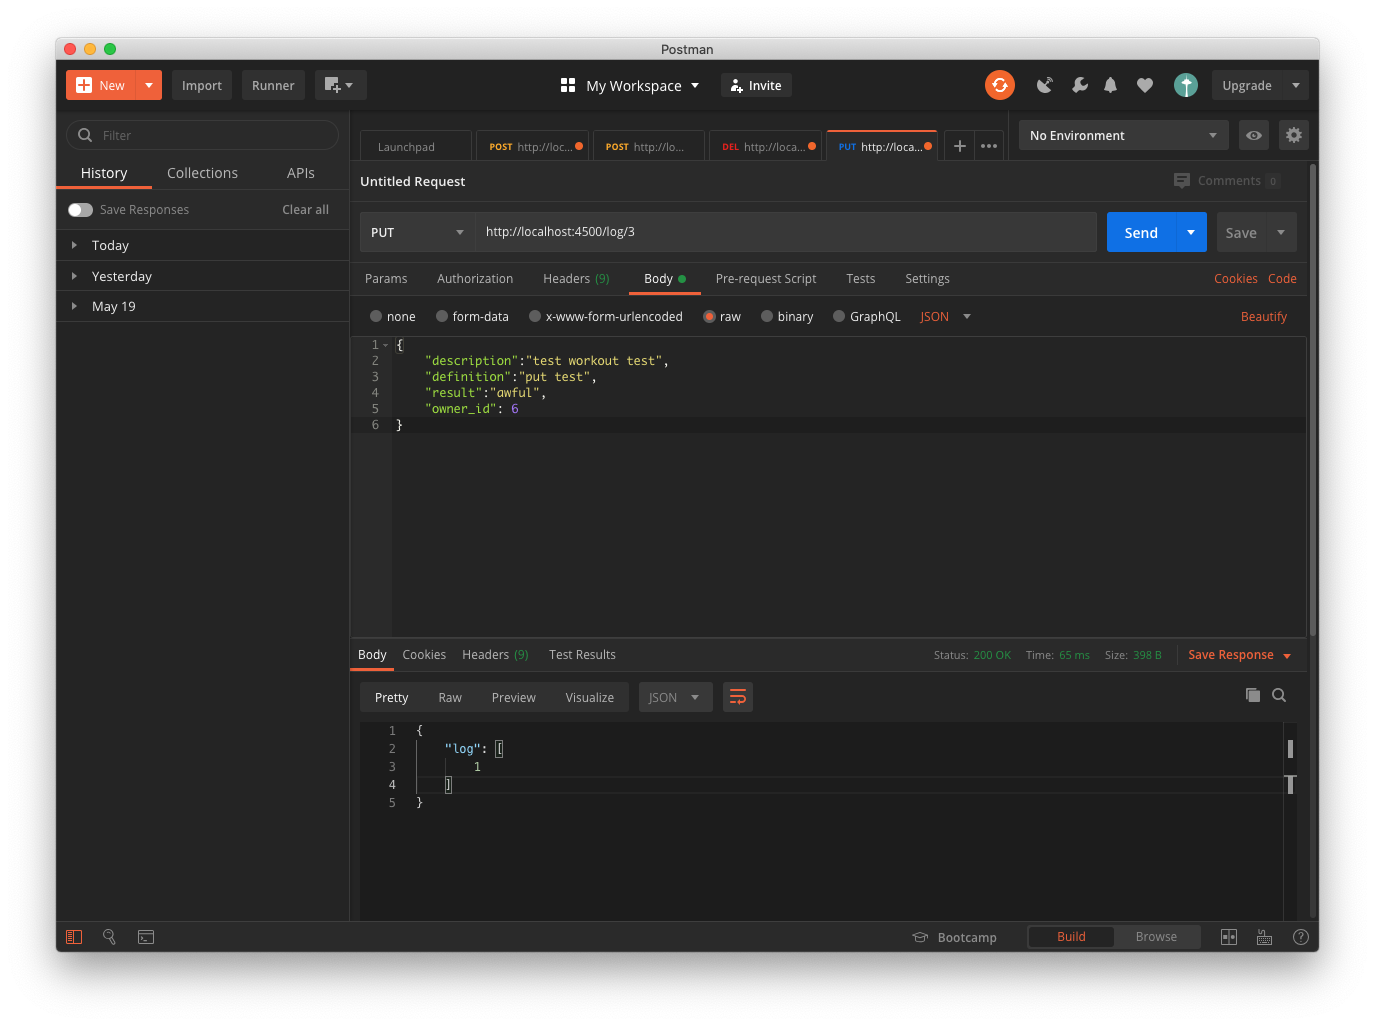 Postman
New
Import
Runner
My Workspace
Invite
Upgrade
Filter
History Collections APIs
Save Responses Clear all
Today
Yesterday
May 19
Launchpad
POST http://loc...
POST http://lo...
DEL http://loca...
PUT http://loca...
No Environment
Untitled Request
Comments 0
PUT http://localhost:4500/log/3
Send
Save
Params Authorization Headers (9) Body Pre-request Script Tests Settings
Cookies Code
none form-data x-www-form-urlencoded raw binary GraphQL JSON
Beautify
1 {
2 "description":"test workout test",
3 "definition":"put test",
4 "result":"awful",
5 "owner_id": 6
6 }
Body Cookies Headers (9) Test Results
Status: 200 OK Time: 65 ms Size: 398 B
Save Response
Pretty Raw Preview Visualize JSON
1 {
2 "log": [
3 1
4 ]
5 }
Bootcamp
Build Browse